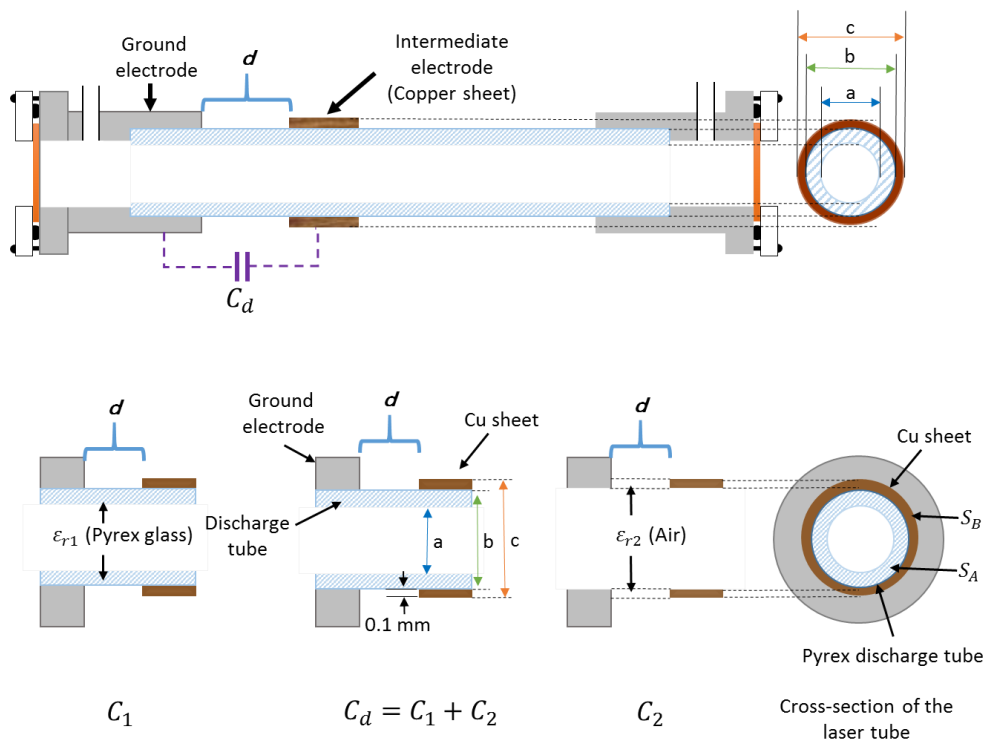 c
b
a
Ground
electrode
d
Intermediate
electrode
(Copper sheet)
C_d
d
ε_r1 (Pyrex glass)
C_1
Ground
electrode
d
Cu sheet
Discharge
tube
a
b
c
0.1 mm
C_d = C_1 + C_2
d
ε_r2 (Air)
C_2
Cu sheet
S_B
S_A
Pyrex discharge tube
Cross-section of the
laser tube